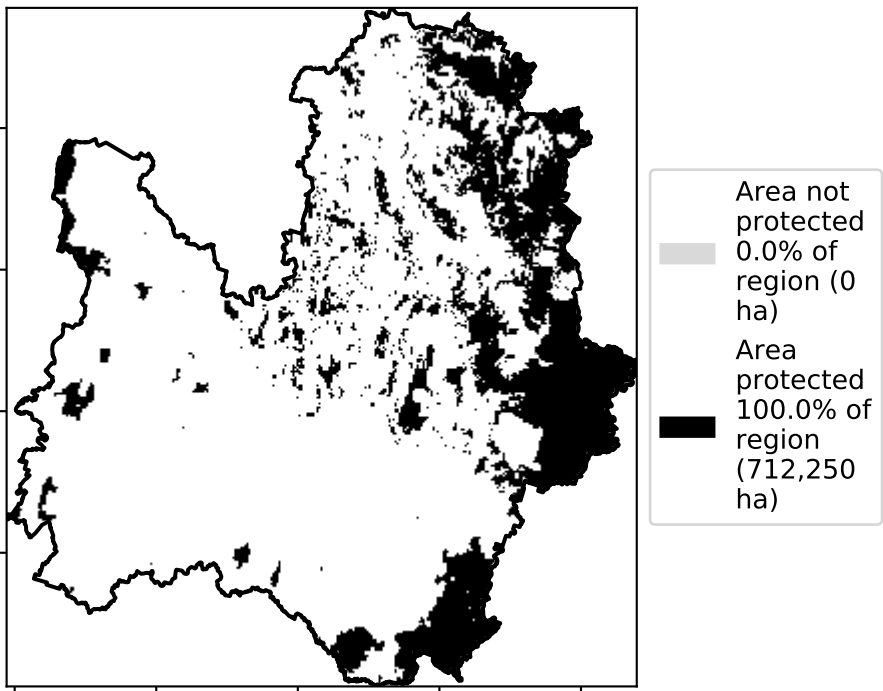 Area not
protected
0.0% of
region (0
ha)
Area
protected
100.0% of
region
(712,250
ha)